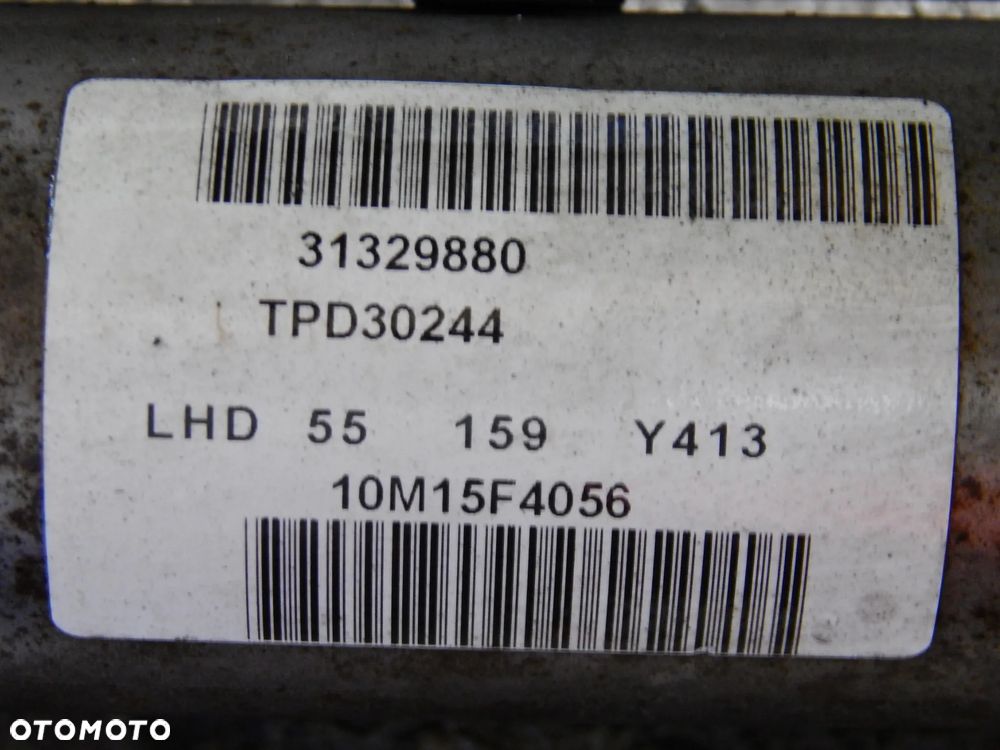 31329880
TPD30244
LHD 55 159 Y413
10M15F4056
OTOMOTO